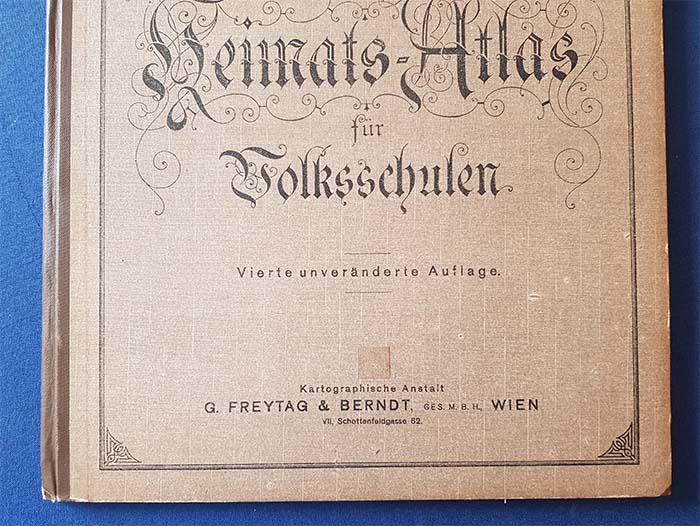 Heimats-Atlas
für
Volksschulen
Vierte unveränderte Auflage.
Kartographische Anstalt
G. FREYTAG & BERNDT, GES. M. B. H., WIEN
VII, Schottenfeldgasse 62.